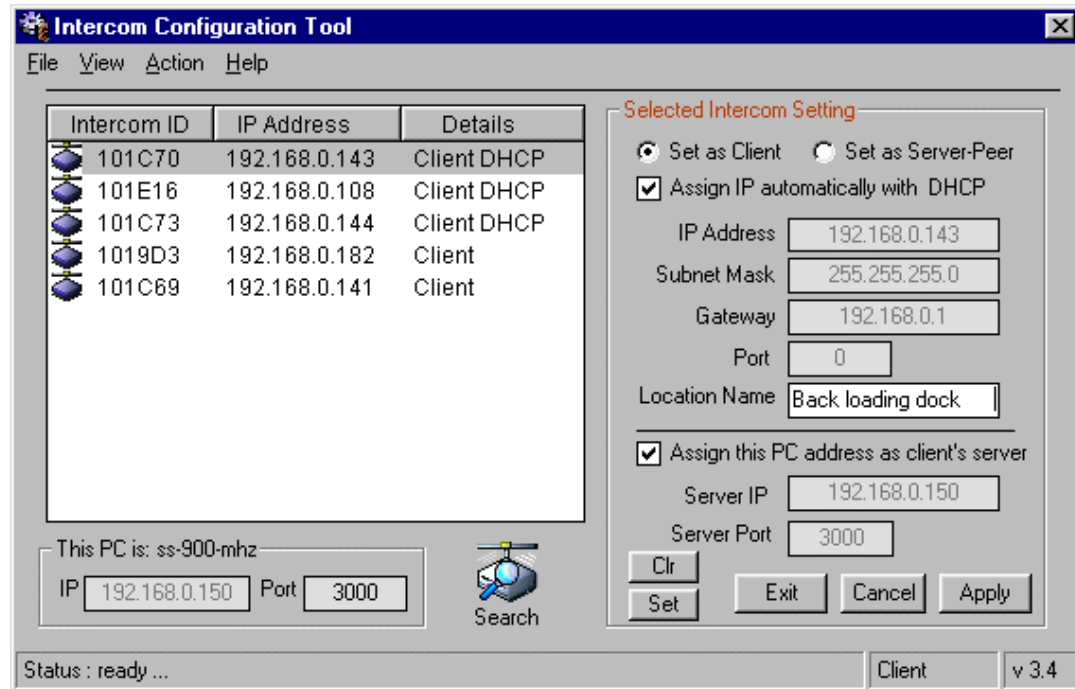 Intercom Configuration Tool
File View Action Help
Intercom ID IP Address Details
101C70 192.168.0.143 Client DHCP
101E16 192.168.0.108 Client DHCP
101C73 192.168.0.144 Client DHCP
1019D3 192.168.0.182 Client
101C69 192.168.0.141 Client
This PC is: ss-900-mhz
IP 192.168.0.150 Port 3000
Search
Selected Intercom Setting
Set as Client Set as Server-Peer
Assign IP automatically with DHCP
IP Address 192.168.0.143
Subnet Mask 255.255.255.0
Gateway 192.168.0.1
Port 0
Location Name Back loading dock
Assign this PC address as client's server
Server IP 192.168.0.150
Server Port 3000
Clr
Set Exit Cancel Apply
Status : ready ... Client v 3.4